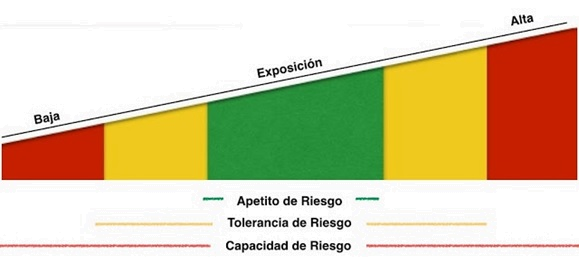 Alta
Exposición
Baja
Apetito de Riesgo
Tolerancia de Riesgo
Capacidad de Riesgo